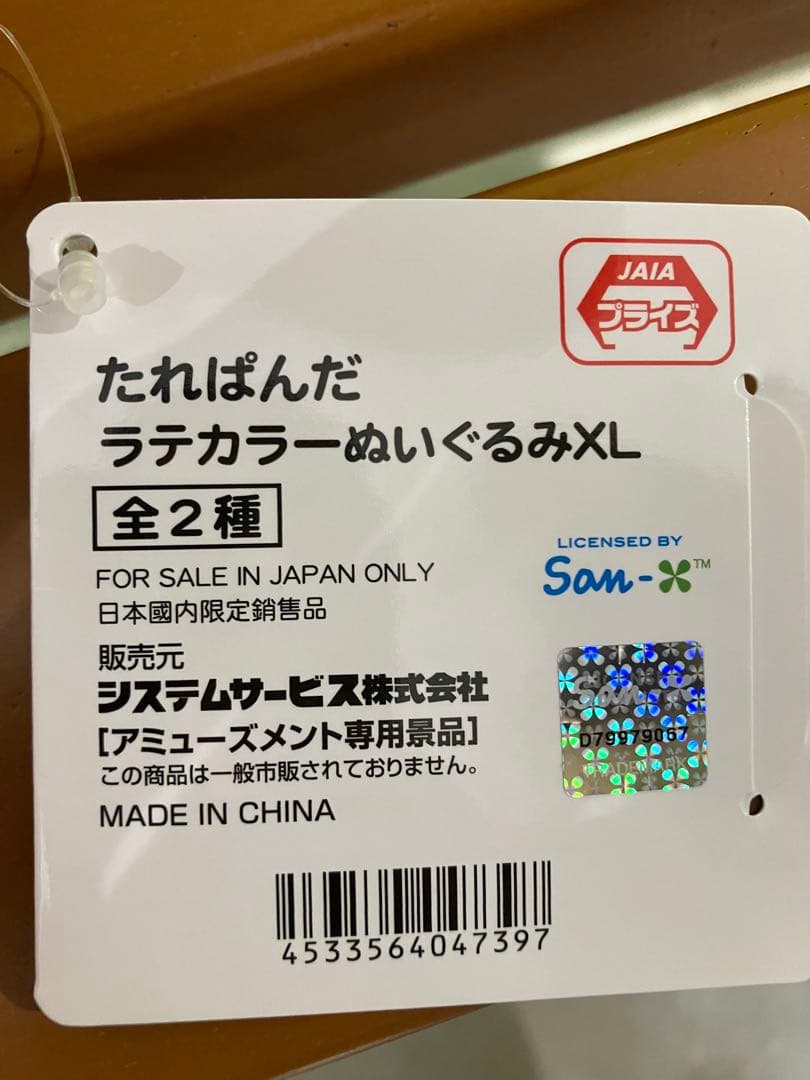 JAIA
プライズ
たれぱんだ
ラテカラーぬいぐるみXL
全2種
FOR SALE IN JAPAN ONLY
日本國内限定銷售品
LICENSED BY
San-X™
販売元
システムサービス株式会社
[アミューズメント専用景品]
この商品は一般市販されておりません。
MADE IN CHINA
San-X
D79979067
TRADEMARK
4533564047397